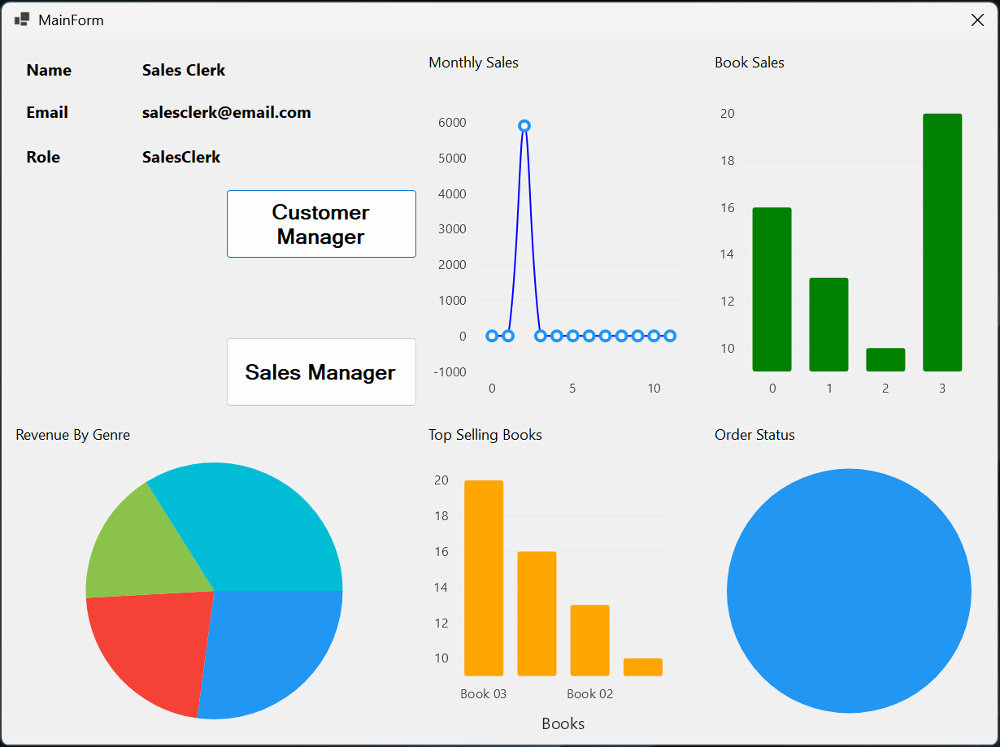 MainForm
Name Sales Clerk
Email salesclerk@email.com
Role SalesClerk
Customer
Manager
Sales Manager
Monthly Sales
6000
5000
4000
3000
2000
1000
0
-1000
0 5 10
Book Sales
20
18
16
14
12
10
0 1 2 3
Revenue By Genre
Top Selling Books
20
18
16
14
12
10
Book 03 Book 02
Books
Order Status